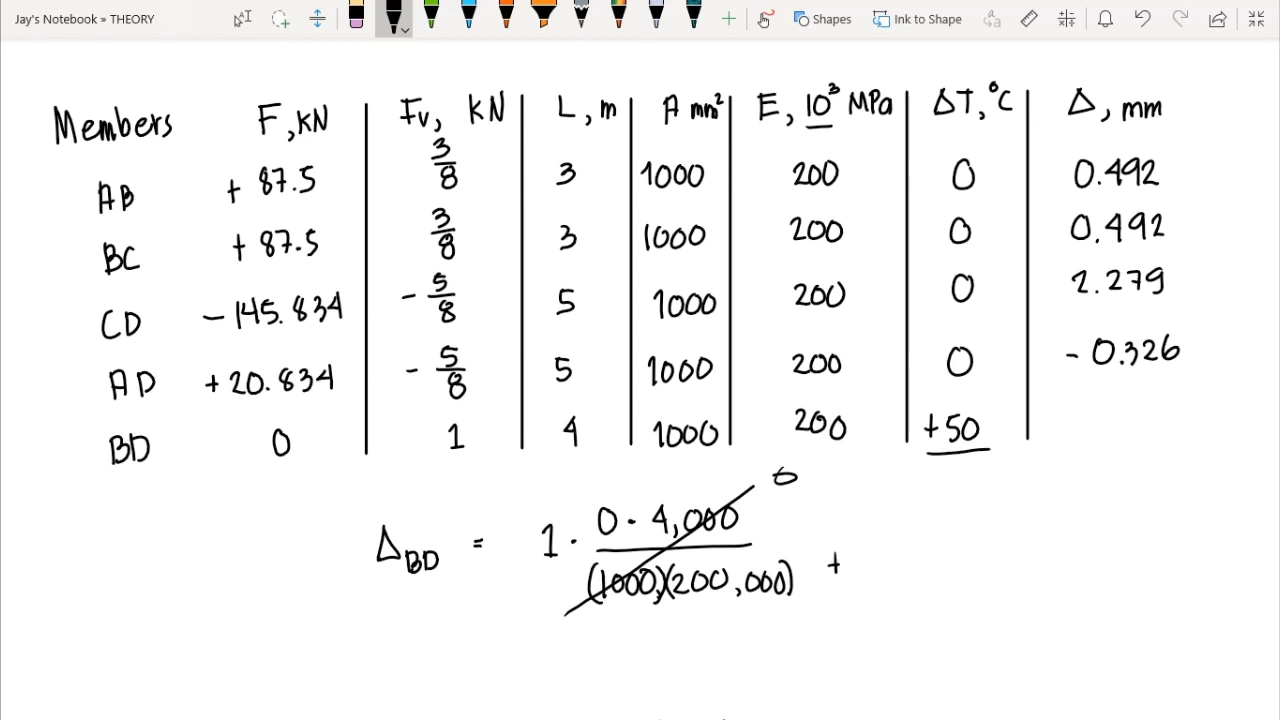 Jay's Notebook » THEORY
Shapes
Ink to Shape
Members F, kN Fv, kN L, m A mm² E, 10³ MPa ΔT, °C Δ, mm
AB + 87.5 3/8 3 1000 200 0 0.492
BC + 87.5 3/8 3 1000 200 0 0.492
CD - 145.834 - 5/8 5 1000 200 0 2.279
AD + 20.834 - 5/8 5 1000 200 0 - 0.326
BD 0 1 4 1000 200 +50
Δ_BD = 1 · (0 · 4,000) / ((1000)(200,000)) 0 +